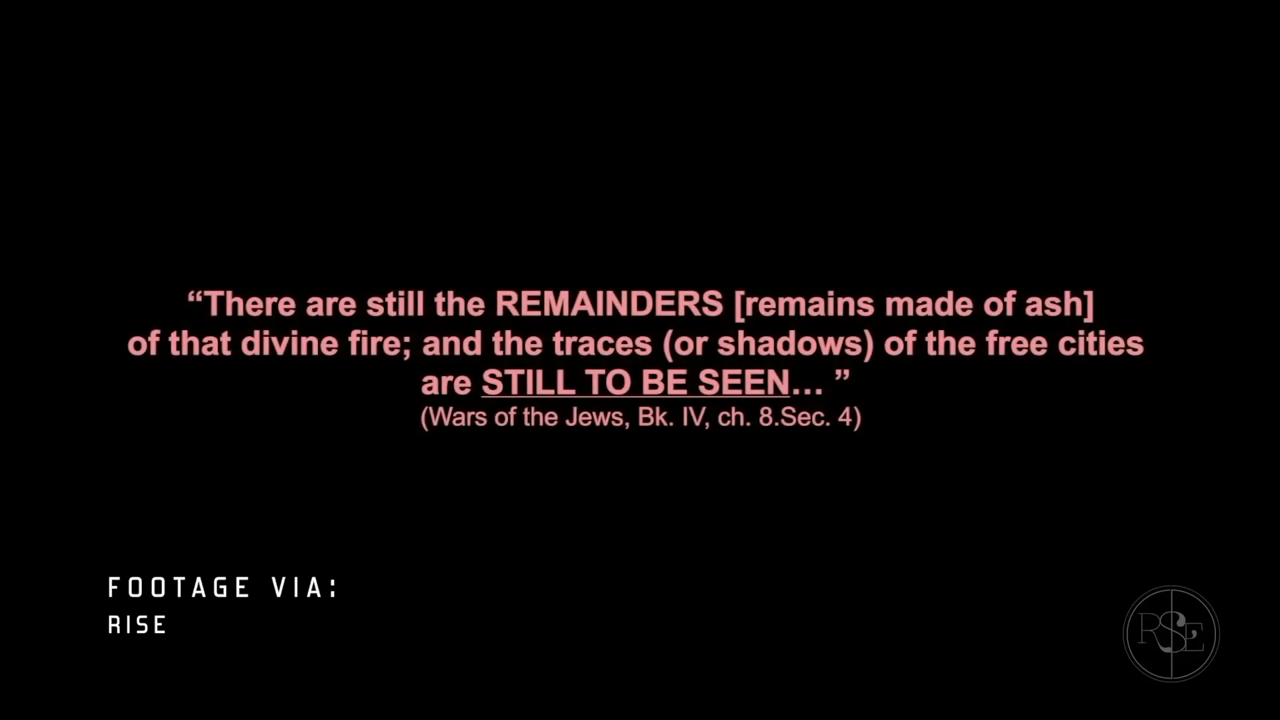 “There are still the REMAINDERS [remains made of ash]
of that divine fire; and the traces (or shadows) of the free cities
are STILL TO BE SEEN… ”
(Wars of the Jews, Bk. IV, ch. 8.Sec. 4)
FOOTAGE VIA:
RISE
RSE